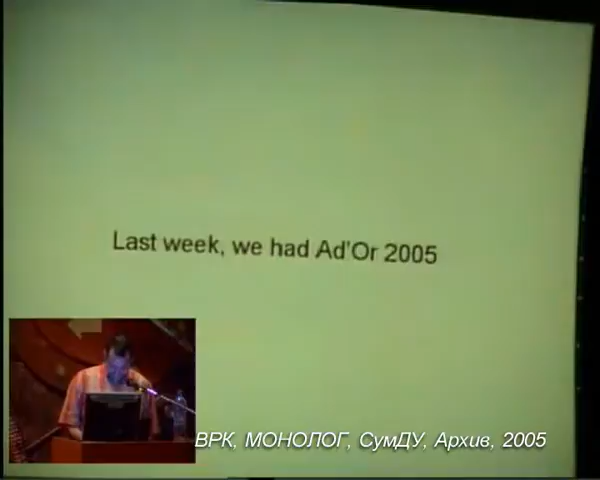 Last week, we had Ad'Or 2005
ВРК, МОНОЛОГ, СумДУ, Архив, 2005